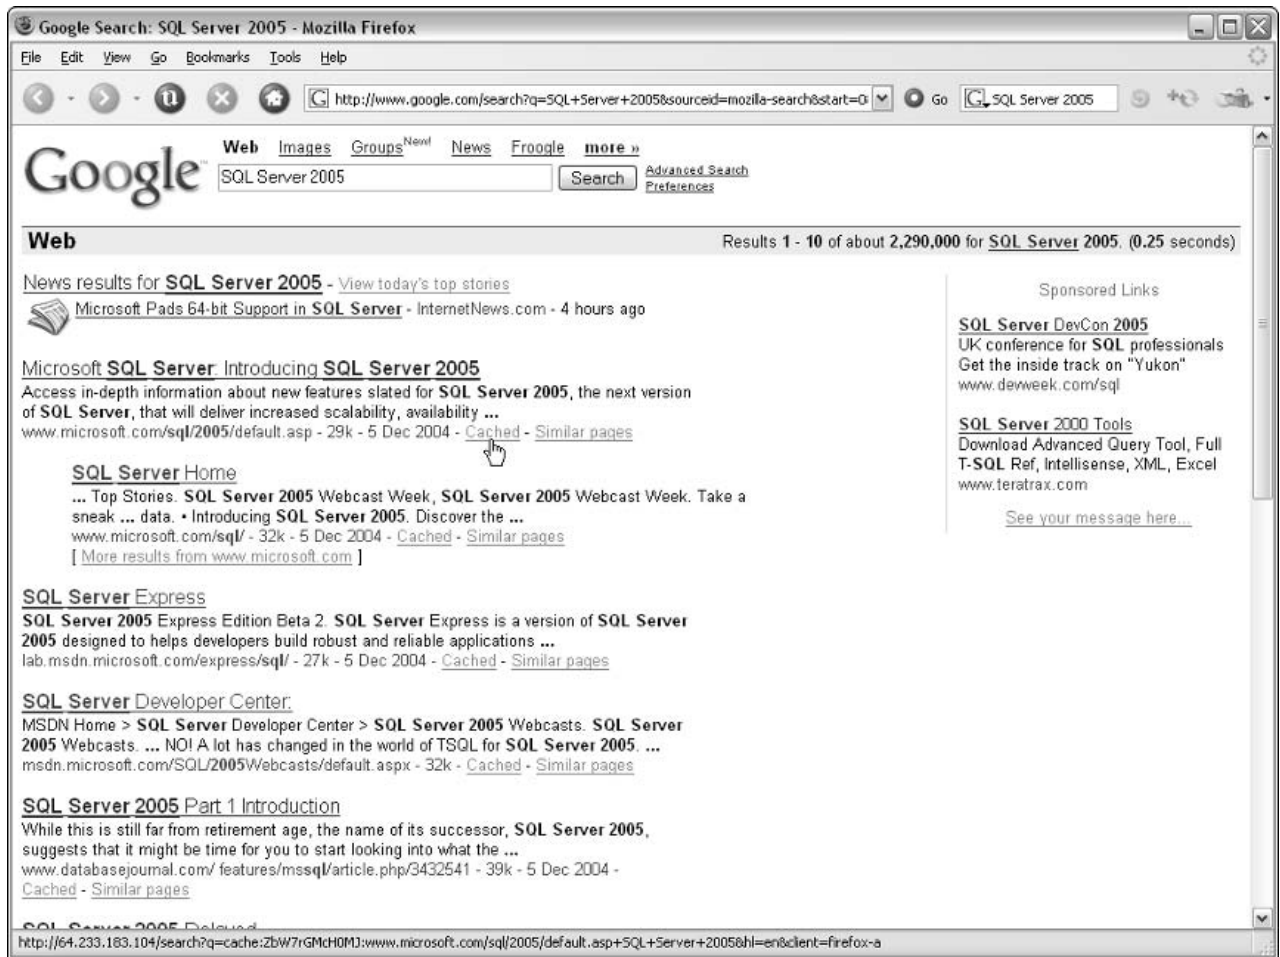 Google Search: SQL Server 2005 - Mozilla Firefox
File Edit View Go Bookmarks Tools Help
http://www.google.com/search?q=SQL+Server+2005&sourceid=mozilla-search&start=0 Go SQL Server 2005
Google™
Web Images Groups New! News Froogle more »
SQL Server 2005 Search Advanced Search
Preferences
Web Results 1 - 10 of about 2,290,000 for SQL Server 2005. (0.25 seconds)
News results for SQL Server 2005 - View today's top stories
Microsoft Pads 64-bit Support in SQL Server - InternetNews.com - 4 hours ago
Microsoft SQL Server: Introducing SQL Server 2005
Access in-depth information about new features slated for SQL Server 2005, the next version
of SQL Server, that will deliver increased scalability, availability ...
www.microsoft.com/sql/2005/default.asp - 29k - 5 Dec 2004 - Cached - Similar pages
SQL Server Home
... Top Stories. SQL Server 2005 Webcast Week, SQL Server 2005 Webcast Week. Take a
sneak ... data. • Introducing SQL Server 2005. Discover the ...
www.microsoft.com/sql/ - 32k - 5 Dec 2004 - Cached - Similar pages
[ More results from www.microsoft.com ]
SQL Server Express
SQL Server 2005 Express Edition Beta 2. SQL Server Express is a version of SQL Server
2005 designed to helps developers build robust and reliable applications ...
lab.msdn.microsoft.com/express/sql/ - 27k - 5 Dec 2004 - Cached - Similar pages
SQL Server Developer Center:
MSDN Home > SQL Server Developer Center > SQL Server 2005 Webcasts. SQL Server
2005 Webcasts. ... NO! A lot has changed in the world of TSQL for SQL Server 2005. ...
msdn.microsoft.com/SQL/2005Webcasts/default.aspx - 32k - Cached - Similar pages
SQL Server 2005 Part 1 Introduction
While this is still far from retirement age, the name of its successor, SQL Server 2005,
suggests that it might be time for you to start looking into what the ...
www.databasejournal.com/ features/mssql/article.php/3432541 - 39k - 5 Dec 2004 -
Cached - Similar pages
SQL Server 2005 Delayed
Sponsored Links
SQL Server DevCon 2005
UK conference for SQL professionals
Get the inside track on "Yukon"
www.devweek.com/sql
SQL Server 2000 Tools
Download Advanced Query Tool, Full
T-SQL Ref, Intellisense, XML, Excel
www.teratrax.com
See your message here...
http://64.233.183.104/search?q=cache:ZbW7rGMcH0MJ:www.microsoft.com/sql/2005/default.asp+SQL+Server+2005&hl=en&client=firefox-a